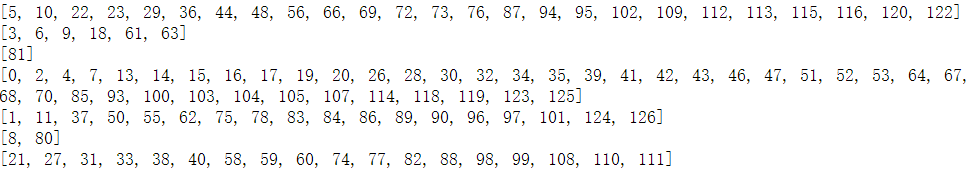 [5, 10, 22, 23, 29, 36, 44, 48, 56, 66, 69, 72, 73, 76, 87, 94, 95, 102, 109, 112, 113, 115, 116, 120, 122]
[3, 6, 9, 18, 61, 63]
[81]
[0, 2, 4, 7, 13, 14, 15, 16, 17, 19, 20, 26, 28, 30, 32, 34, 35, 39, 41, 42, 43, 46, 47, 51, 52, 53, 64, 67,
68, 70, 85, 93, 100, 103, 104, 105, 107, 114, 118, 119, 123, 125]
[1, 11, 37, 50, 55, 62, 75, 78, 83, 84, 86, 89, 90, 96, 97, 101, 124, 126]
[8, 80]
[21, 27, 31, 33, 38, 40, 58, 59, 60, 74, 77, 82, 88, 98, 99, 108, 110, 111]